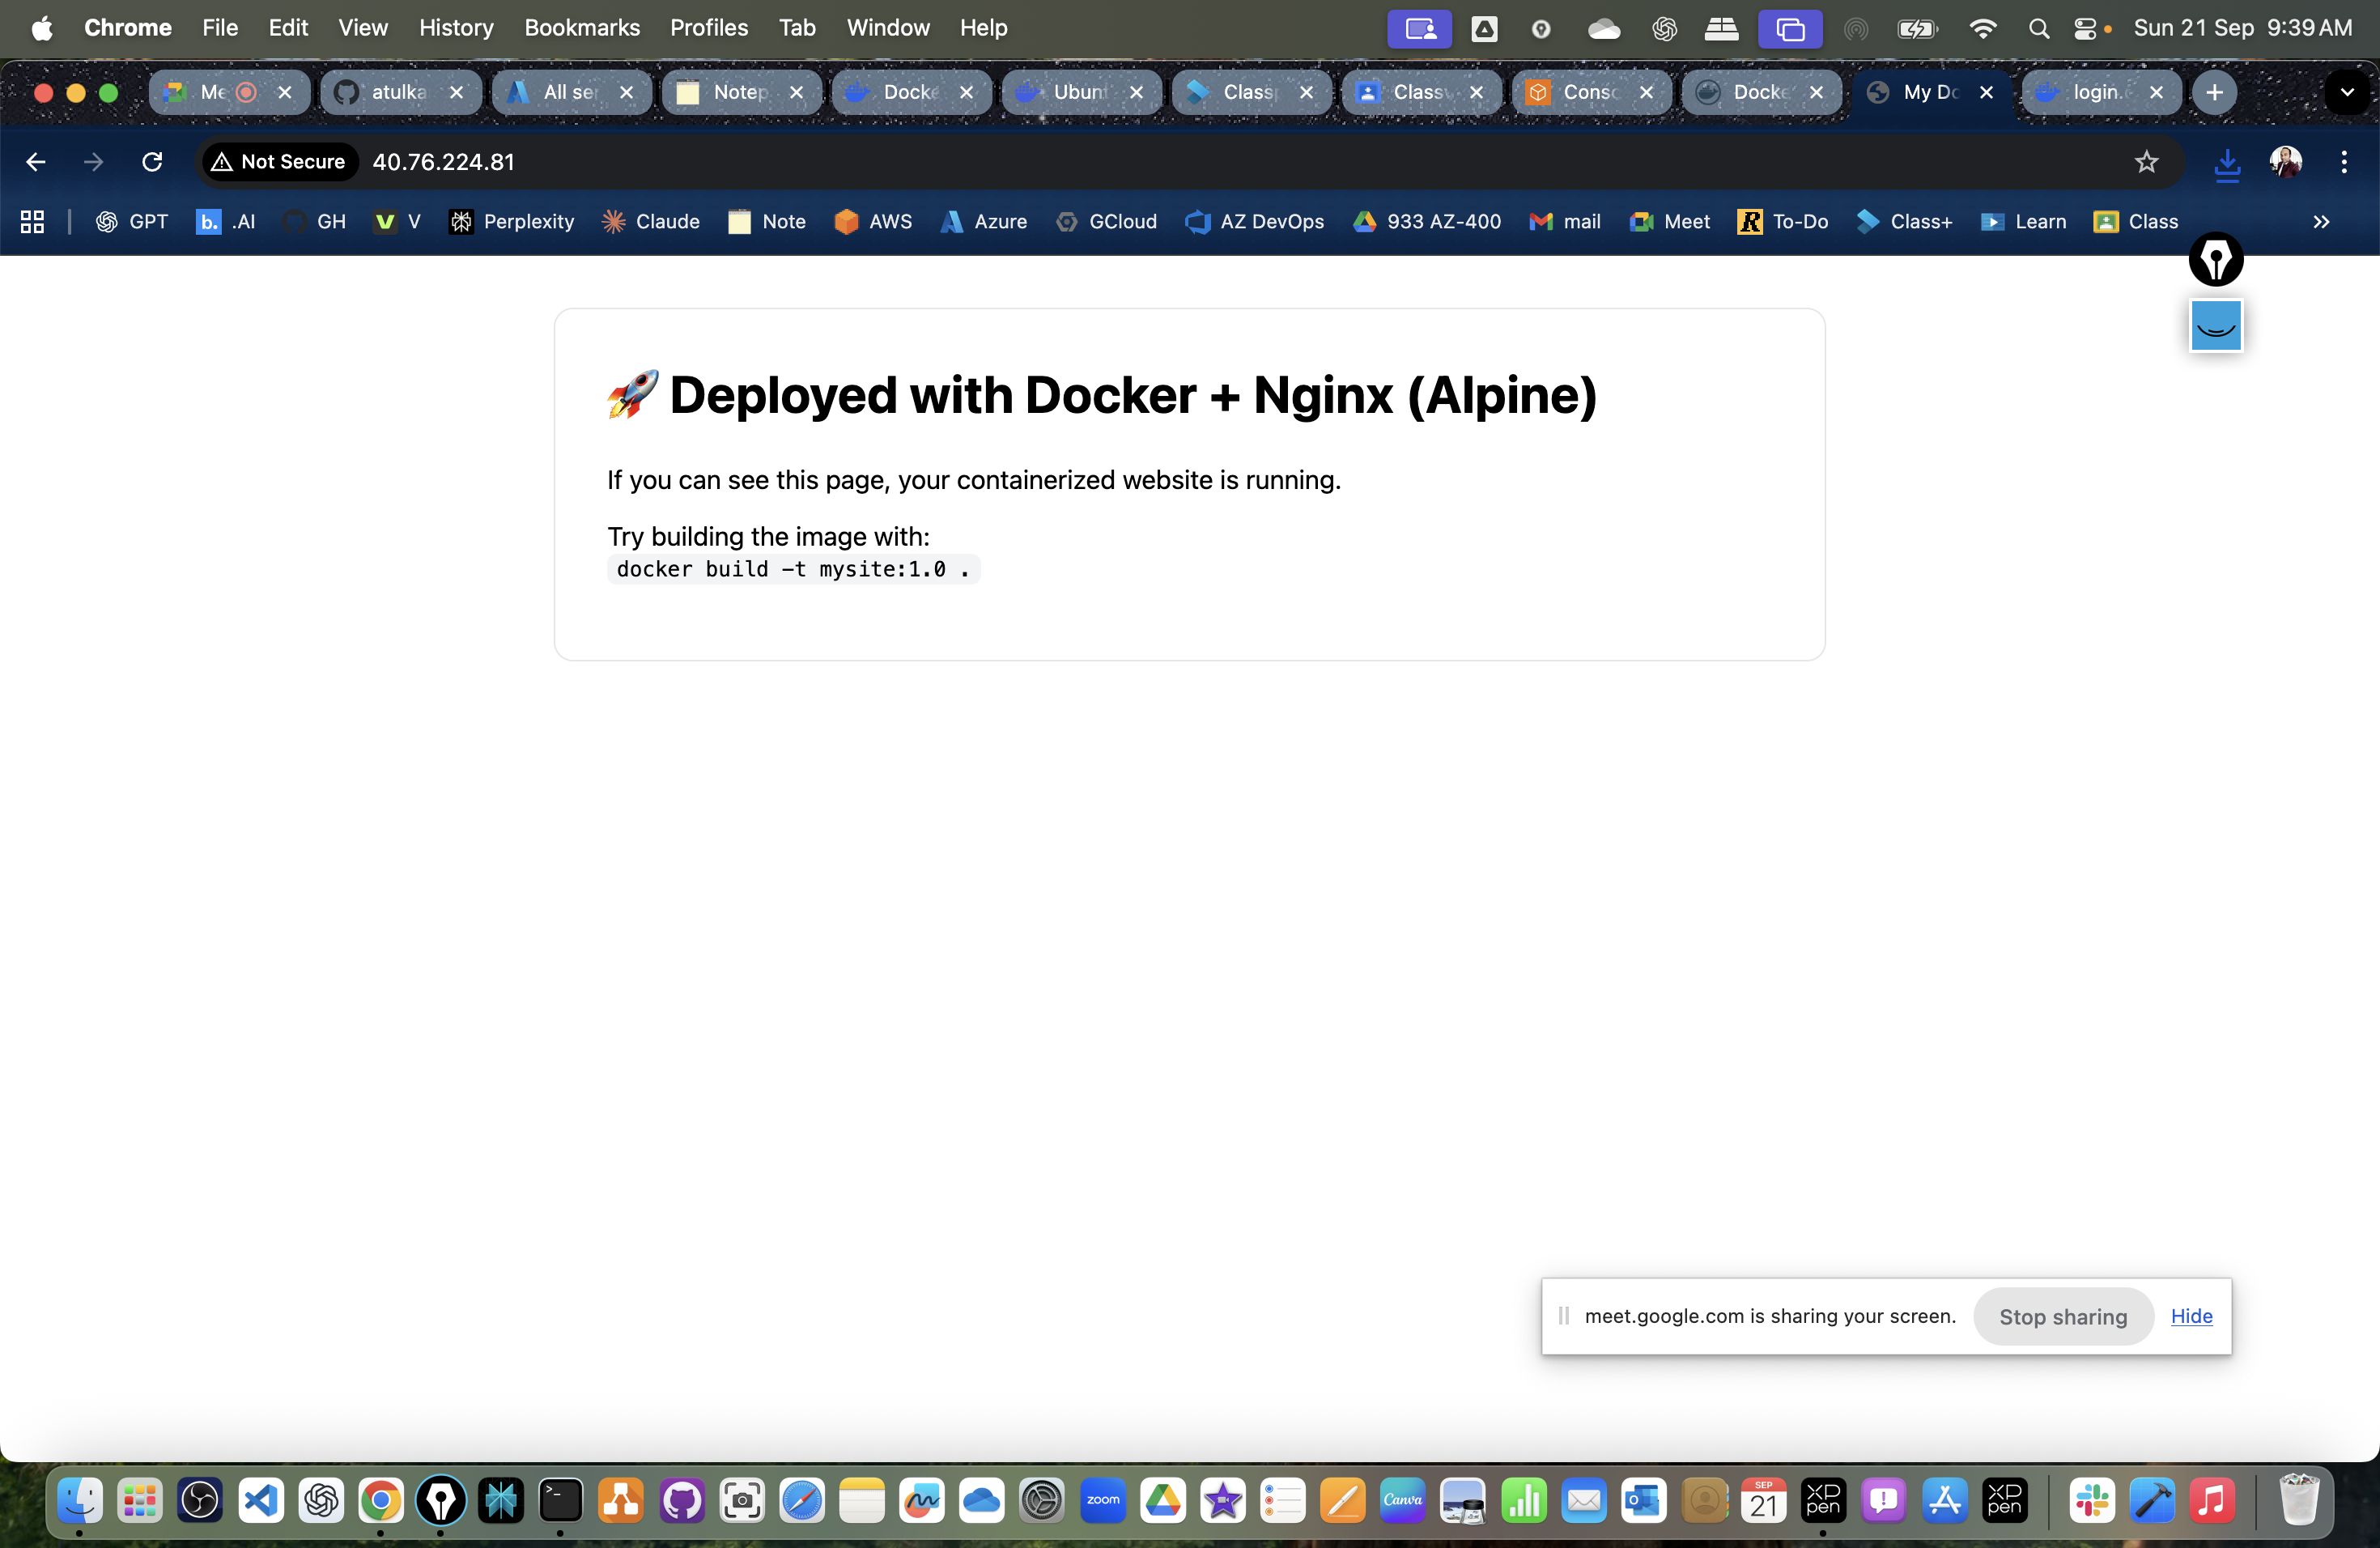 Chrome File Edit View History Bookmarks Profiles Tab Window Help Sun 21 Sep 9:39 AM
Me atulka All ser Notep Docke Ubunt Class Classw Conso Docke My Do login.
Not Secure 40.76.224.81
GPT b. .AI GH V V Perplexity Claude Note AWS Azure GCloud AZ DevOps 933 AZ-400 mail Meet R To-Do Class+ Learn Class
🚀 Deployed with Docker + Nginx (Alpine)
If you can see this page, your containerized website is running.
Try building the image with:
docker build -t mysite:1.0 .
meet.google.com is sharing your screen. Stop sharing Hide
zoom Canva SEP 21 XP pen XP pen